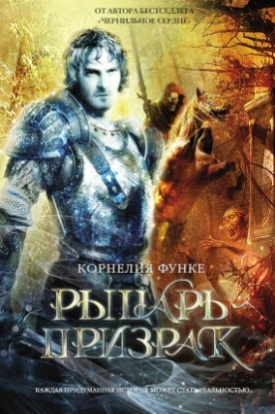 ОТ АВТОРА БЕСТСЕЛЛЕРА
«ЧЕРНИЛЬНОЕ СЕРДЦЕ»
КОРНЕЛИЯ ФУНКЕ
РЫЦАРЬ
ПРИЗРАК
КАЖДАЯ ПРИДУМАННАЯ ИСТОРИЯ МОЖЕТ СТАТЬ РЕАЛЬНОСТЬЮ...